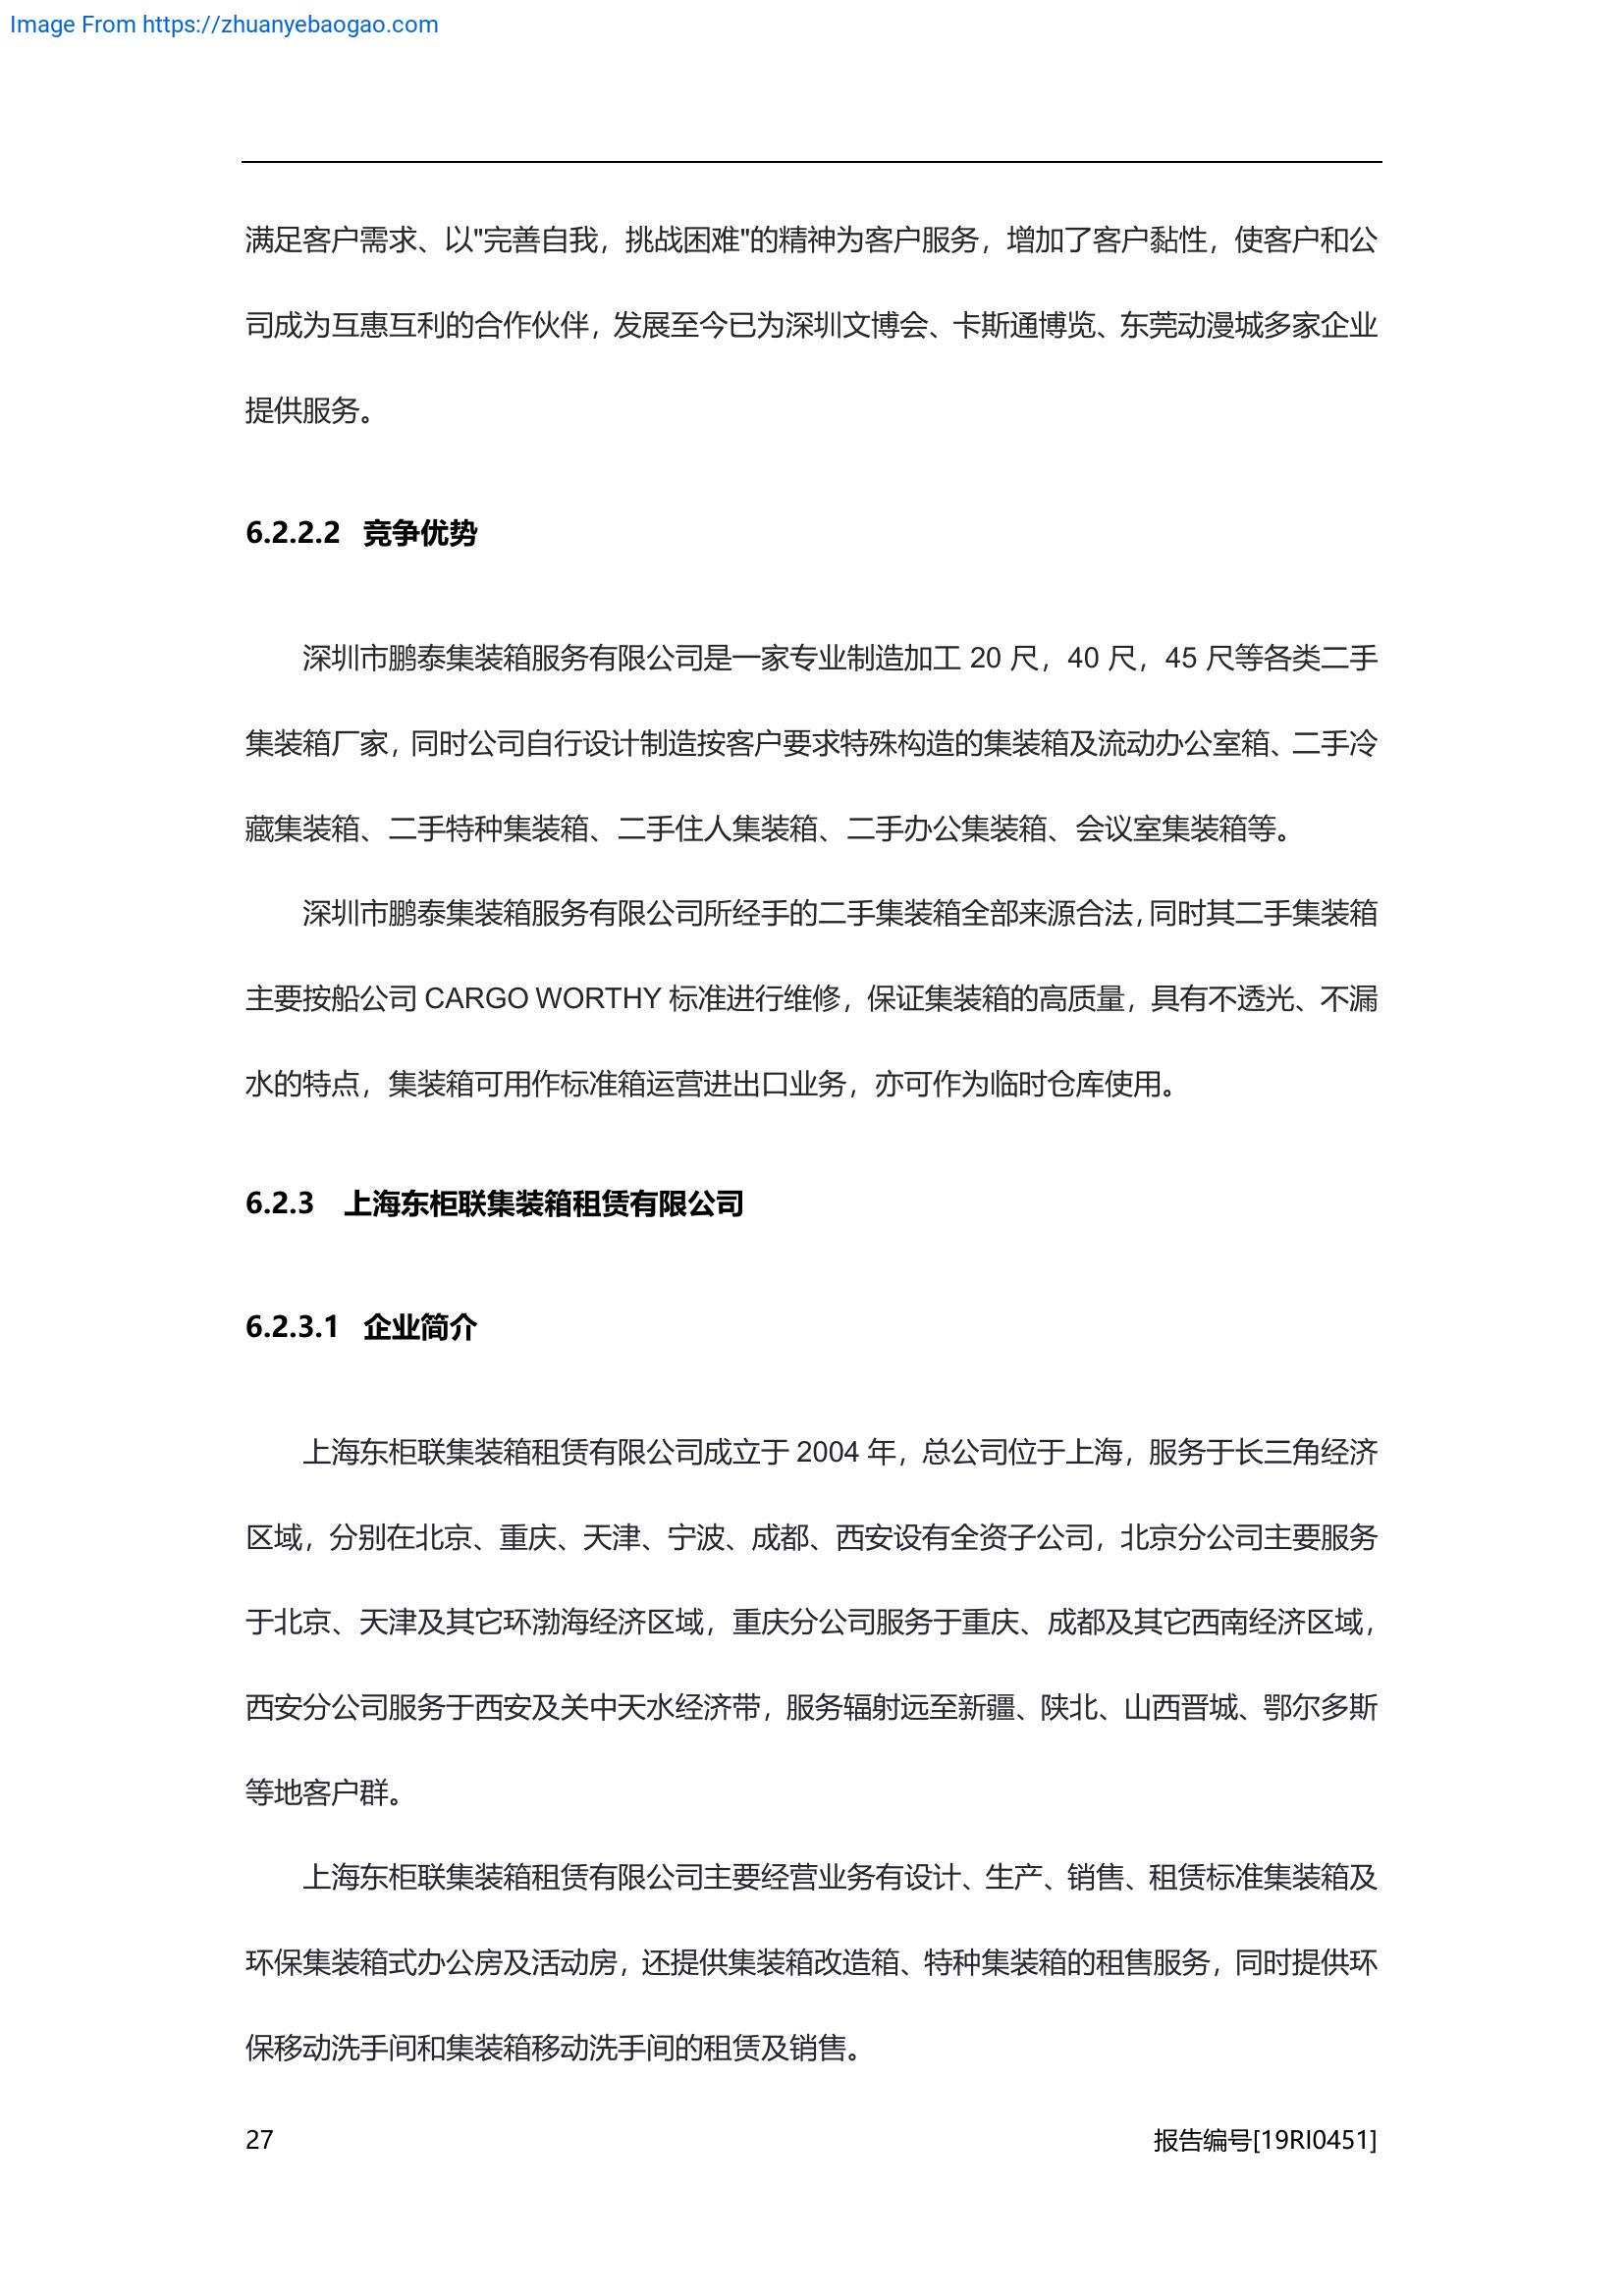 Image From https://zhuanyebaogao.com
满足客户需求、以"完善自我，挑战困难"的精神为客户服务，增加了客户黏性，使客户和公
司成为互惠互利的合作伙伴，发展至今已为深圳文博会、卡斯通博览、东莞动漫城多家企业
提供服务。
6.2.2.2 竞争优势
深圳市鹏泰集装箱服务有限公司是一家专业制造加工 20 尺，40 尺，45 尺等各类二手
集装箱厂家，同时公司自行设计制造按客户要求特殊构造的集装箱及流动办公室箱、二手冷
藏集装箱、二手特种集装箱、二手住人集装箱、二手办公集装箱、会议室集装箱等。
深圳市鹏泰集装箱服务有限公司所经手的二手集装箱全部来源合法，同时其二手集装箱
主要按船公司 CARGO WORTHY 标准进行维修，保证集装箱的高质量，具有不透光、不漏
水的特点，集装箱可用作标准箱运营进出口业务，亦可作为临时仓库使用。
6.2.3 上海东柜联集装箱租赁有限公司
6.2.3.1 企业简介
上海东柜联集装箱租赁有限公司成立于 2004 年，总公司位于上海，服务于长三角经济
区域，分别在北京、重庆、天津、宁波、成都、西安设有全资子公司，北京分公司主要服务
于北京、天津及其它环渤海经济区域，重庆分公司服务于重庆、成都及其它西南经济区域，
西安分公司服务于西安及关中天水经济带，服务辐射远至新疆、陕北、山西晋城、鄂尔多斯
等地客户群。
上海东柜联集装箱租赁有限公司主要经营业务有设计、生产、销售、租赁标准集装箱及
环保集装箱式办公房及活动房，还提供集装箱改造箱、特种集装箱的租售服务，同时提供环
保移动洗手间和集装箱移动洗手间的租赁及销售。
27 报告编号[19RI0451]